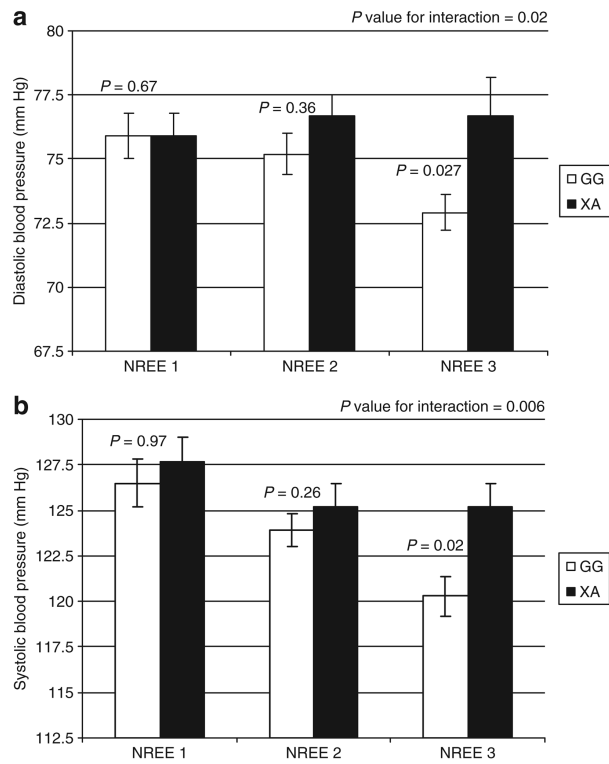 a
P value for interaction = 0.02
80
77.5
75
72.5
70
67.5
Diastolic blood pressure (mm Hg)
P = 0.67
P = 0.36
P = 0.027
GG
XA
NREE 1 NREE 2 NREE 3
b
P value for interaction = 0.006
130
127.5
125
122.5
120
117.5
115
112.5
Systolic blood pressure (mm Hg)
P = 0.97
P = 0.26
P = 0.02
GG
XA
NREE 1 NREE 2 NREE 3